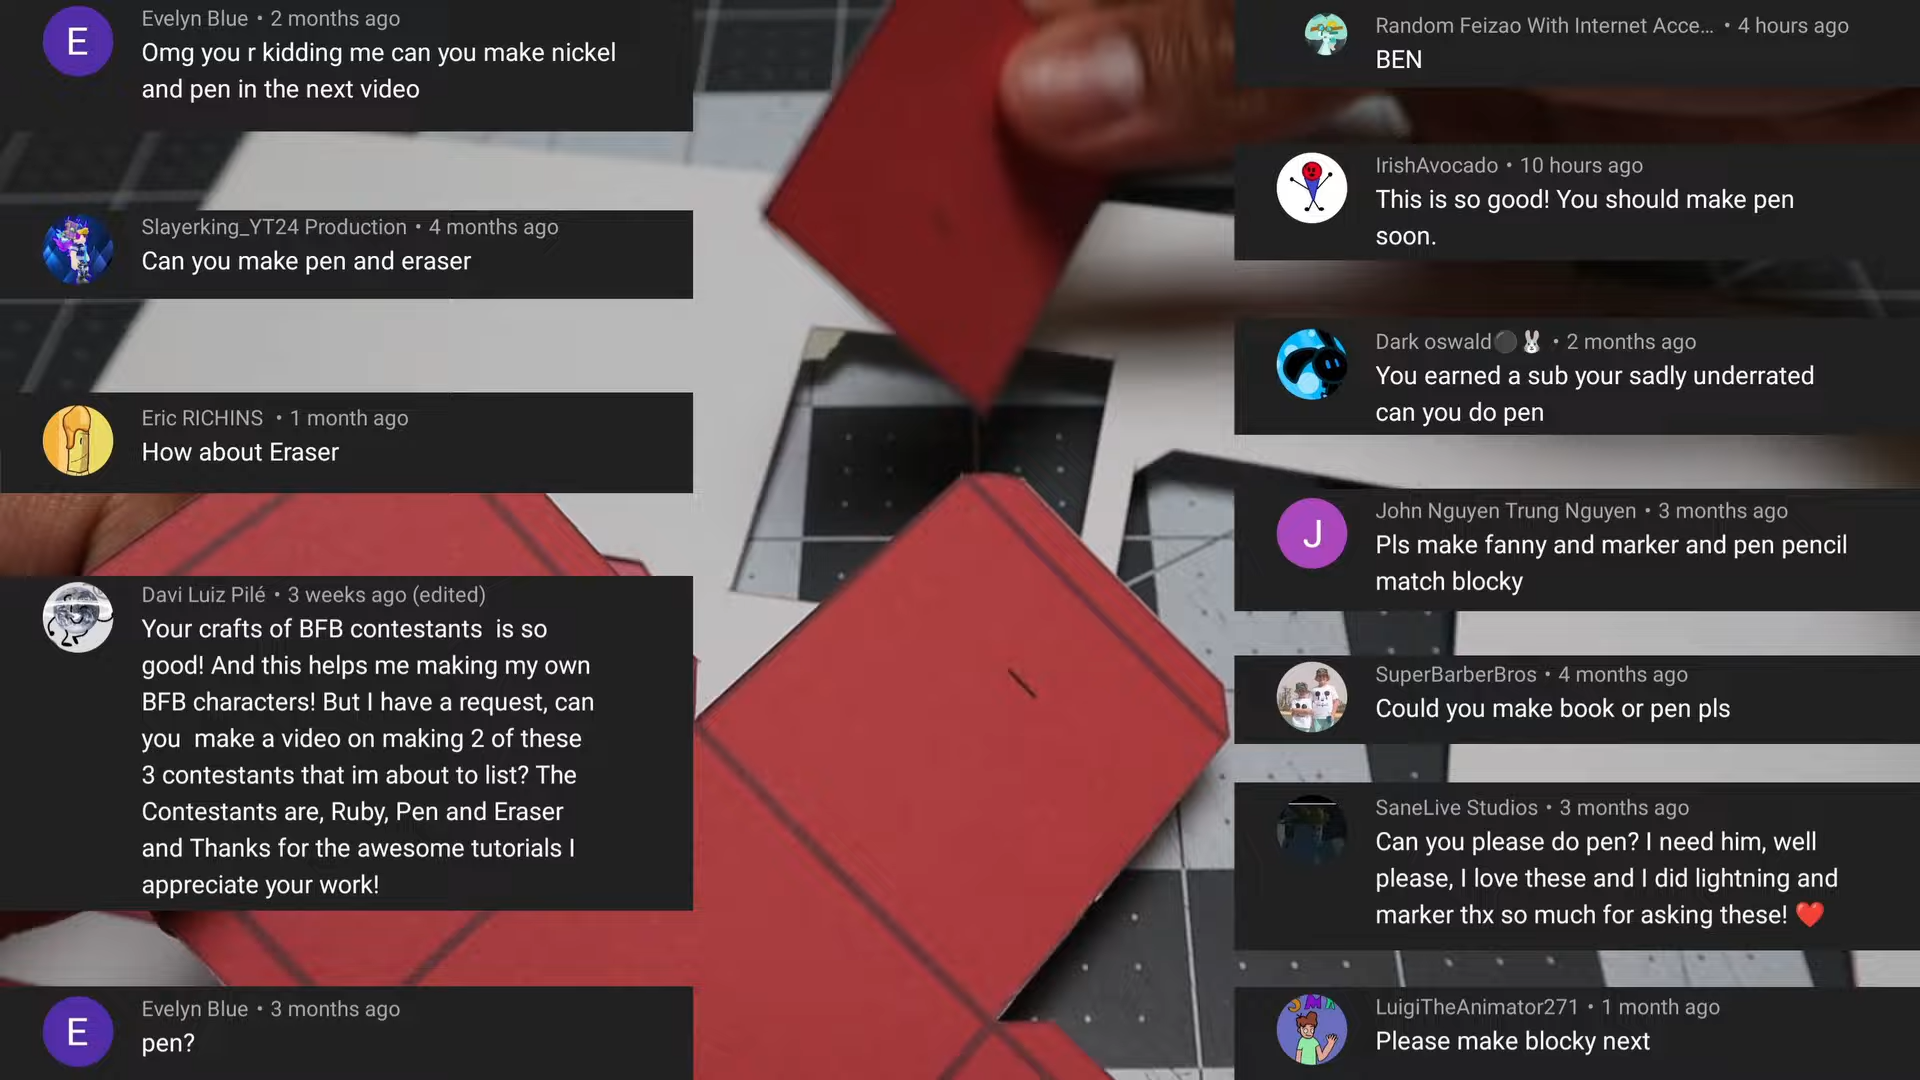 Evelyn Blue • 2 months ago
Omg you r kidding me can you make nickel
and pen in the next video
Slayerking_YT24 Production • 4 months ago
Can you make pen and eraser
Eric RICHINS • 1 month ago
How about Eraser
Davi Luiz Pilé • 3 weeks ago (edited)
Your crafts of BFB contestants  is so
good! And this helps me making my own
BFB characters! But I have a request, can
you  make a video on making 2 of these
3 contestants that im about to list? The
Contestants are, Ruby, Pen and Eraser
and Thanks for the awesome tutorials I
appreciate your work!
E
Evelyn Blue • 3 months ago
pen?
E
Random Feizao With Internet Acce... • 4 hours ago
BEN
IrishAvocado • 10 hours ago
This is so good! You should make pen
soon.
Dark oswald⚫🐰 • 2 months ago
You earned a sub your sadly underrated
can you do pen
J
John Nguyen Trung Nguyen • 3 months ago
Pls make fanny and marker and pen pencil
match blocky
SuperBarberBros • 4 months ago
Could you make book or pen pls
SaneLive Studios • 3 months ago
Can you please do pen? I need him, well
please, I love these and I did lightning and
marker thx so much for asking these! ❤️
LuigiTheAnimator271 • 1 month ago
Please make blocky next